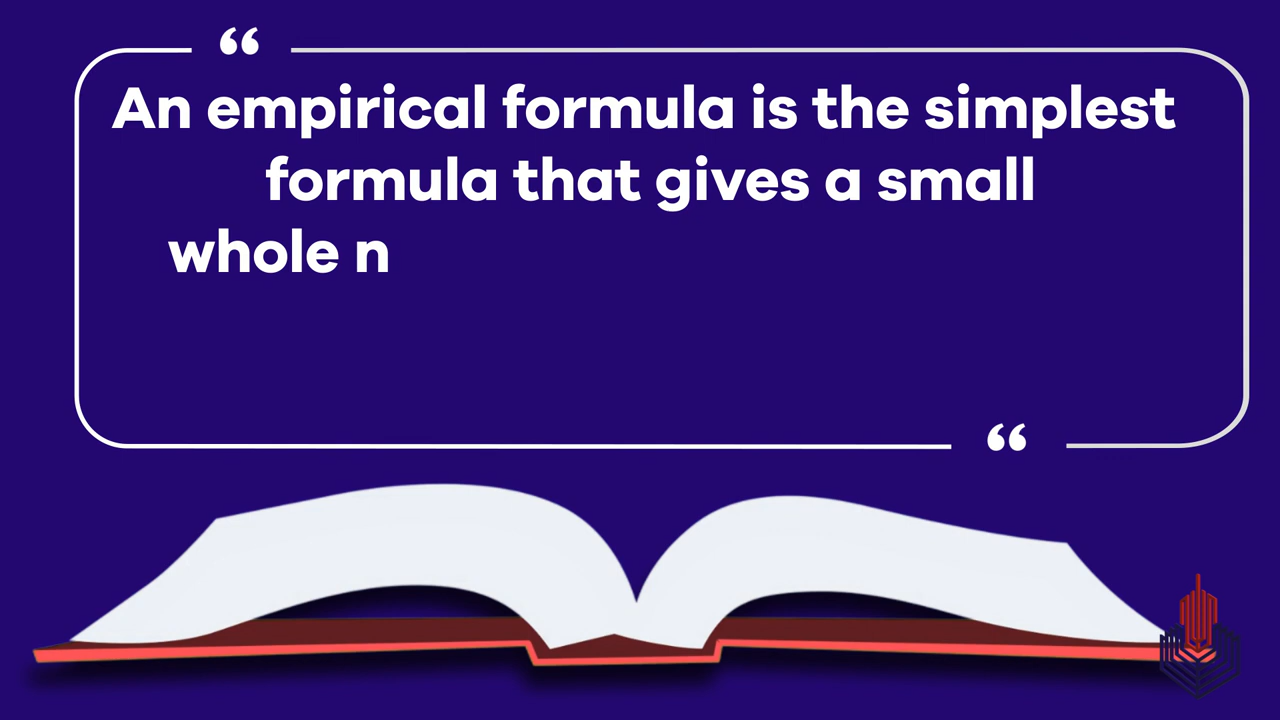 An empirical formula is the simplest
formula that gives a small
whole n